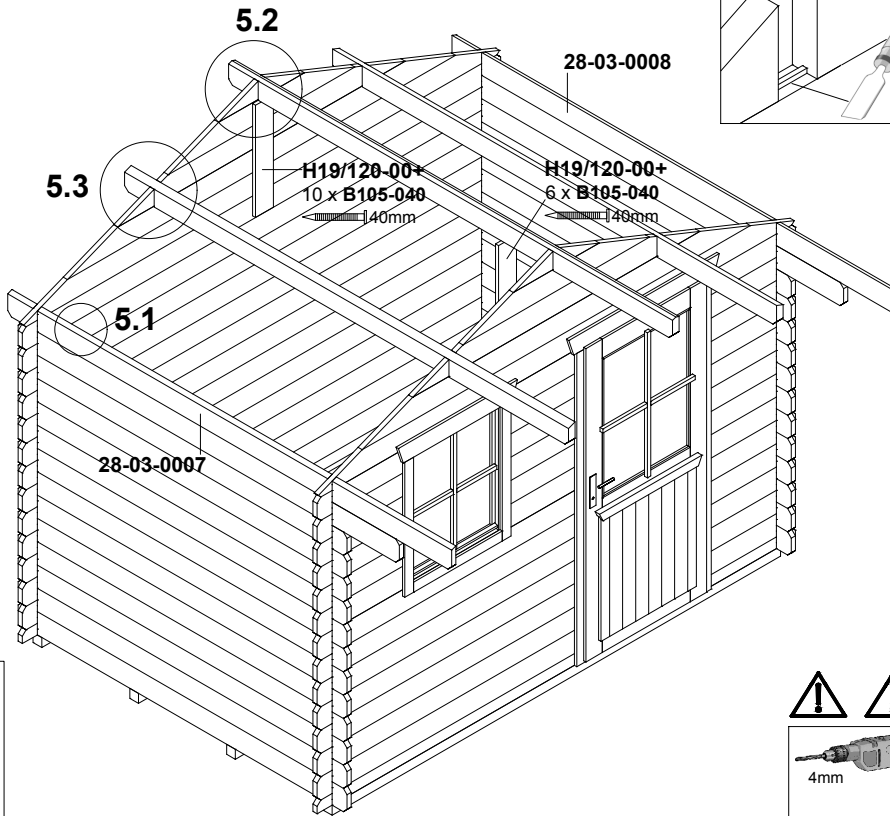 5.2
28-03-0008
H19/120-00+
10 x B105-040
40mm
H19/120-00+
6 x B105-040
40mm
5.3
5.1
28-03-0007
4mm